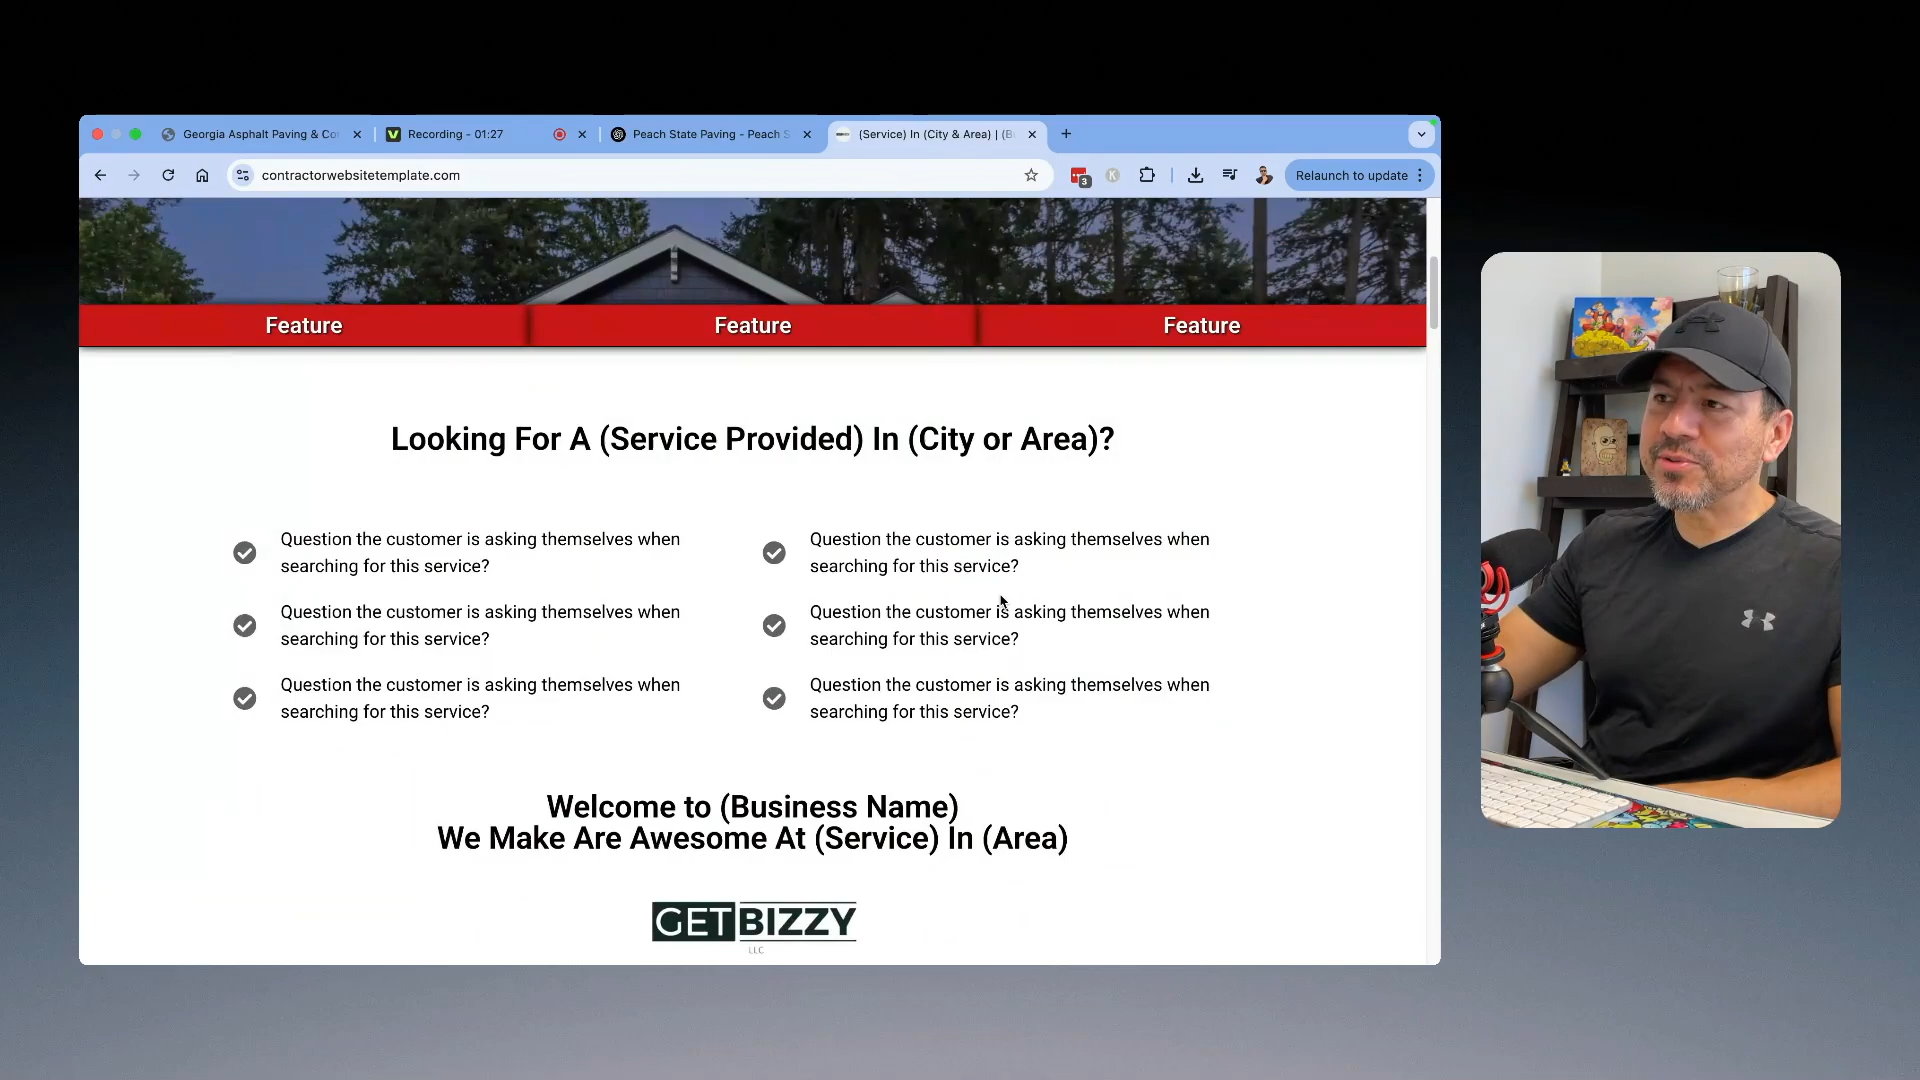 Georgia Asphalt Paving & Co
Recording - 01:27
Peach State Paving - Peach S
(Service) In (City & Area) | (B
contractorwebsitetemplate.com
3
K
Relaunch to update
Feature
Feature
Feature
Looking For A (Service Provided) In (City or Area)?
Question the customer is asking themselves when
searching for this service?
Question the customer is asking themselves when
searching for this service?
Question the customer is asking themselves when
searching for this service?
Question the customer is asking themselves when
searching for this service?
Question the customer is asking themselves when
searching for this service?
Question the customer is asking themselves when
searching for this service?
Welcome to (Business Name)
We Make Are Awesome At (Service) In (Area)
GETBIZZY
LLC